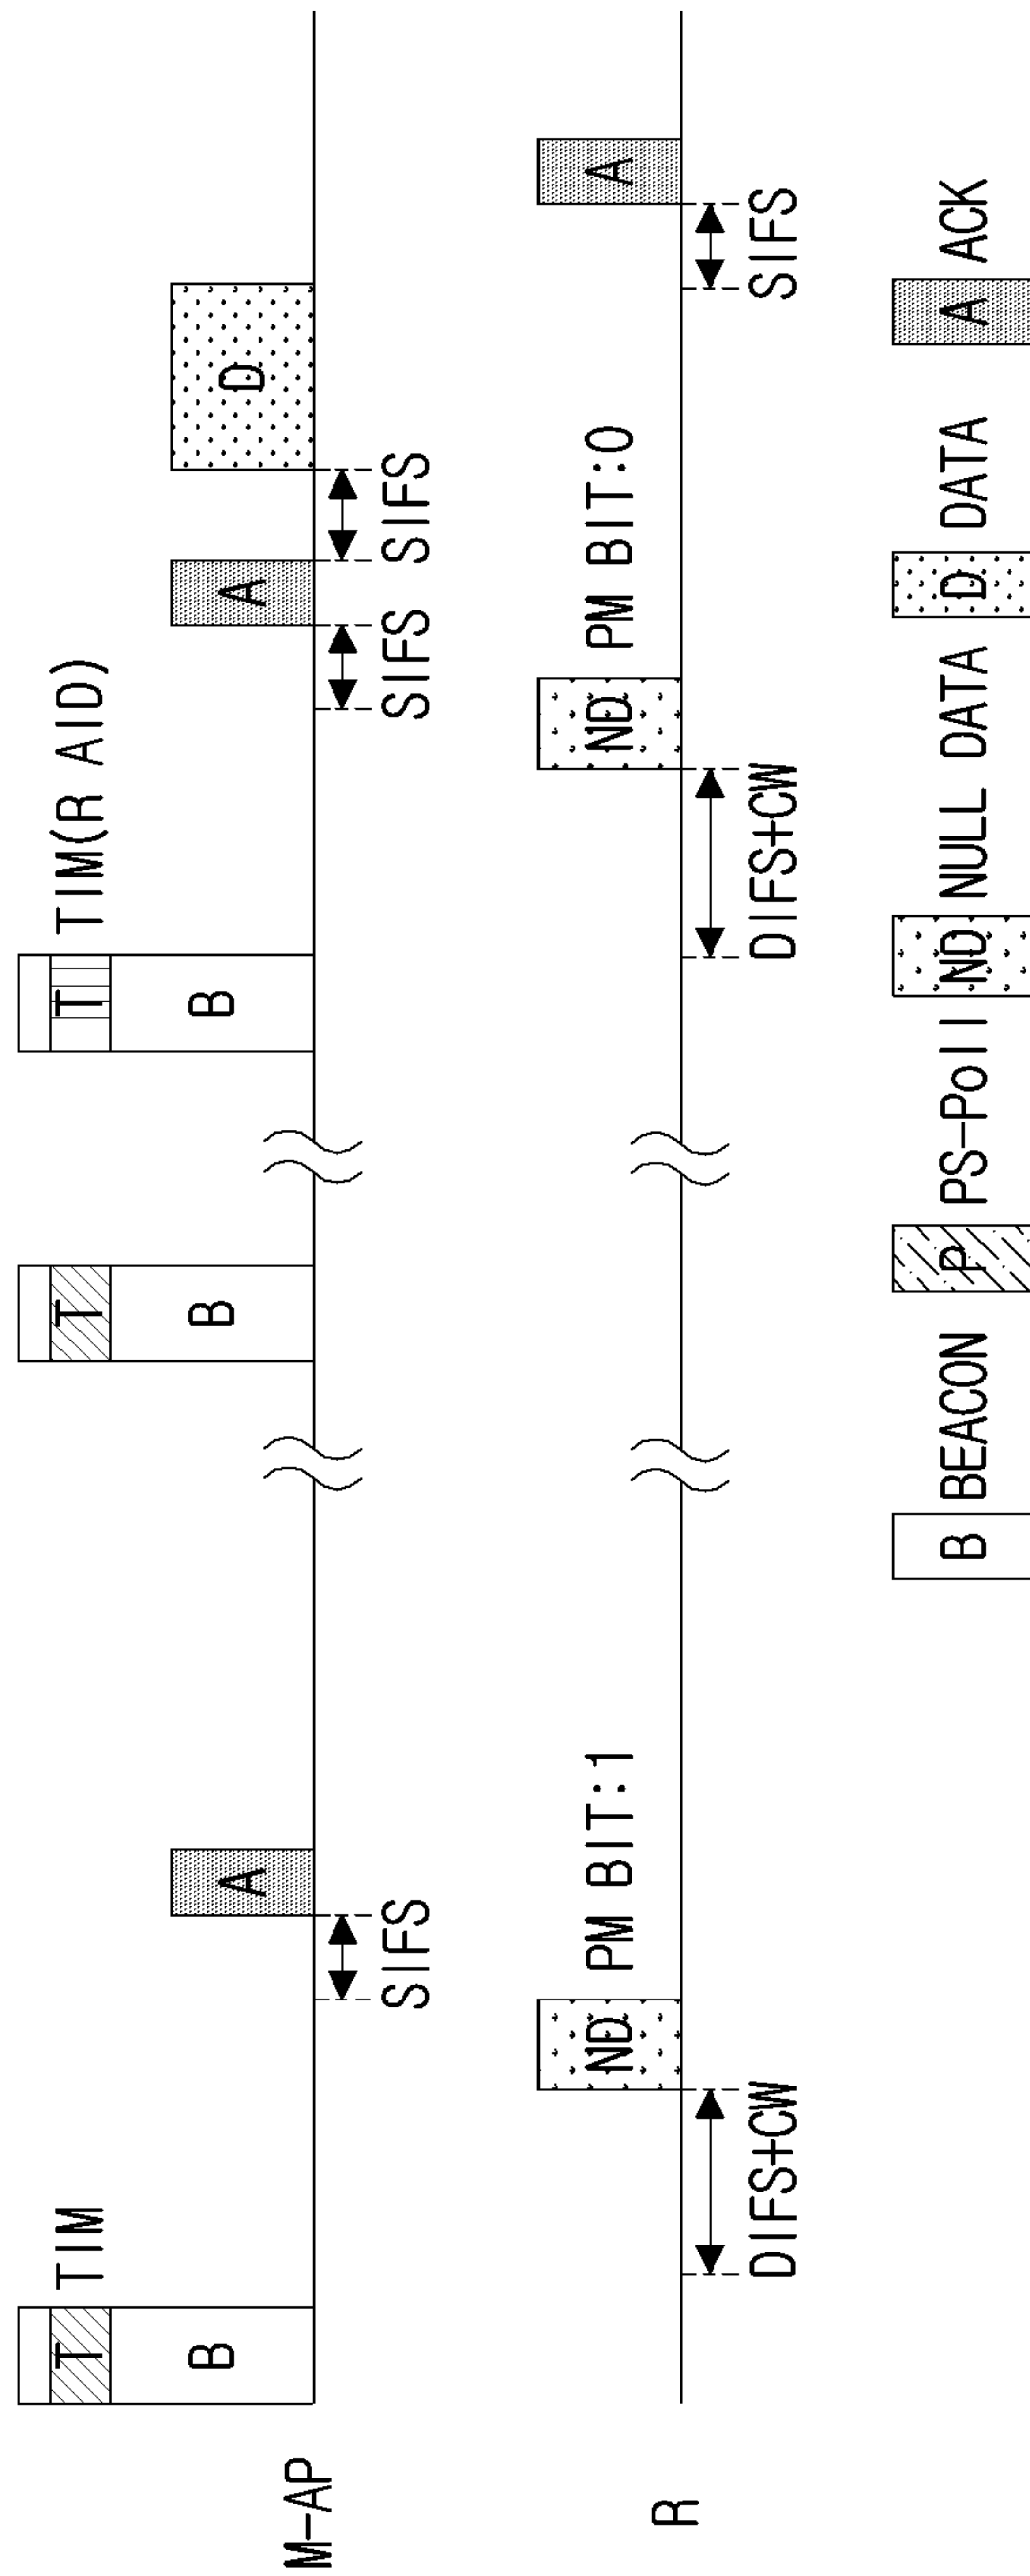 TIM
TIM(R AID)
T
T
T
B
B
B
A
A
D
M-AP
SIFS
SIFS
SIFS
ND
PM BIT:1
ND
PM BIT:0
A
R
DIFS+CW
DIFS+CW
SIFS
B BEACON
P PS-Poll
ND NULL DATA
D DATA
A ACK